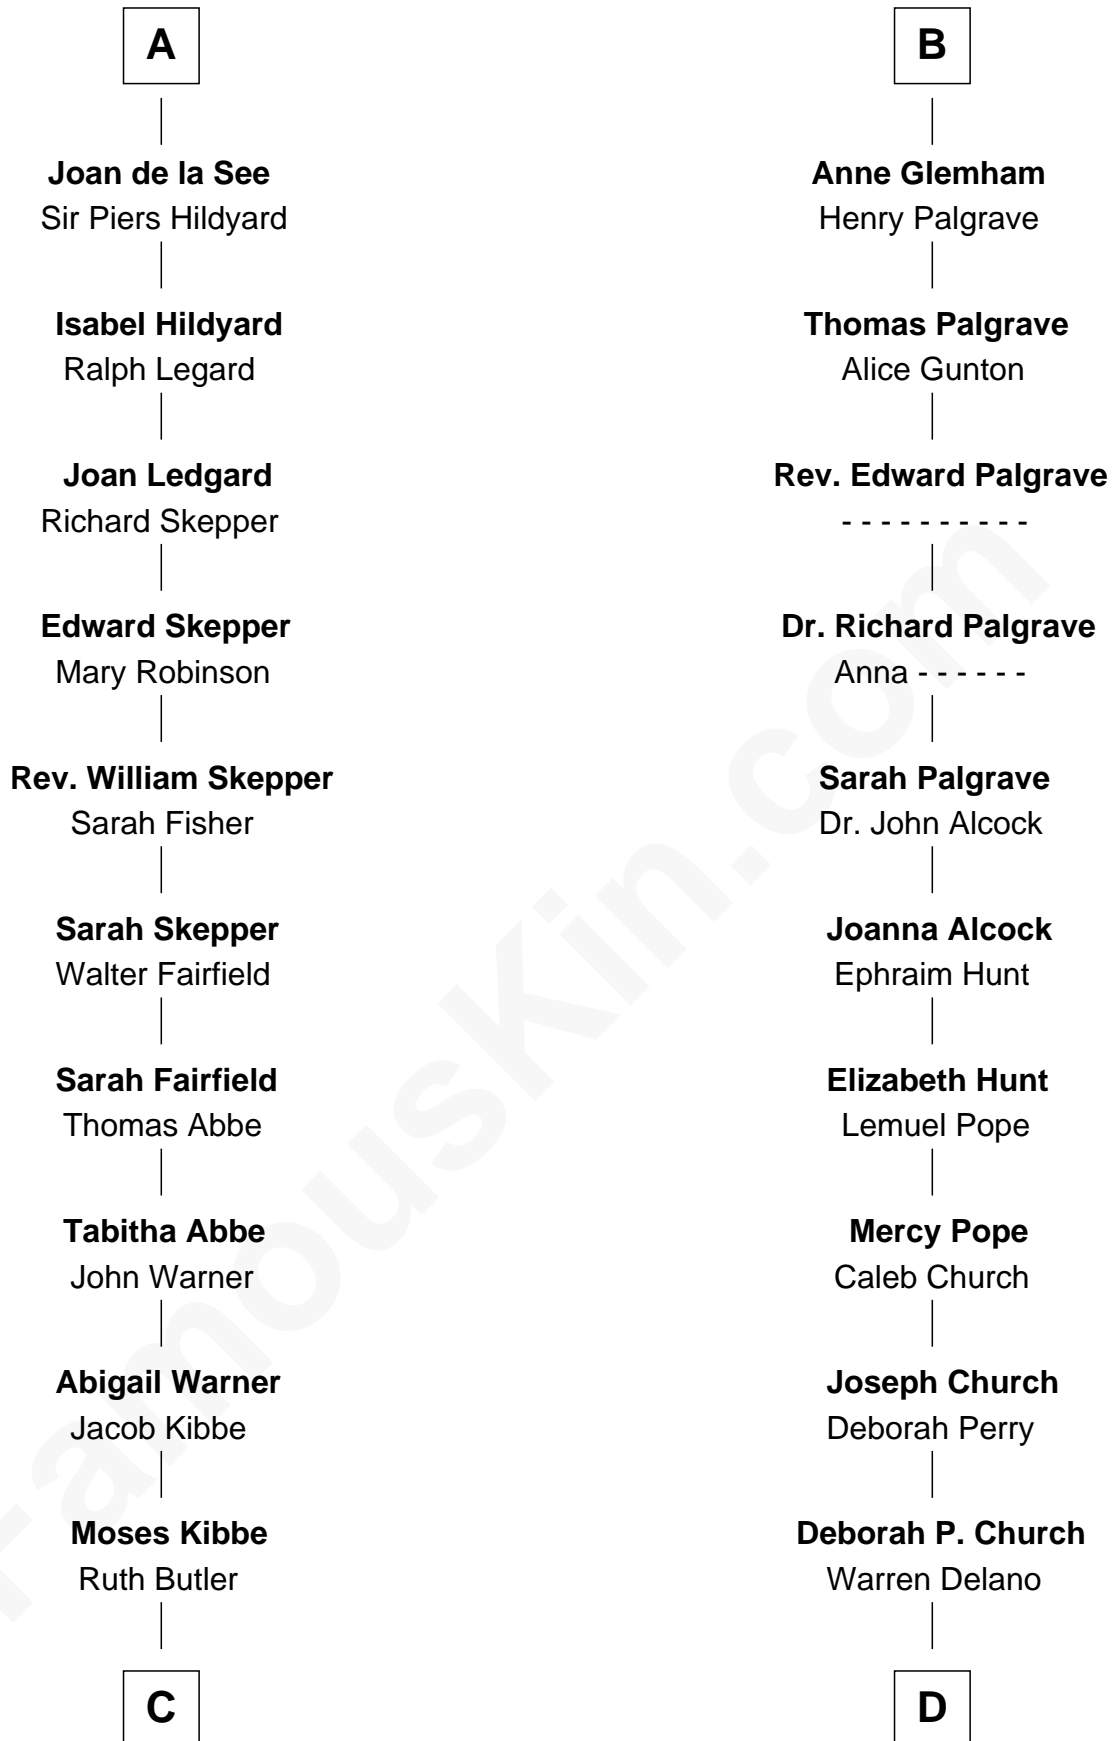 A
Joan de la See
Sir Piers Hildyard
Isabel Hildyard
Ralph Legard
Joan Ledgard
Richard Skepper
Edward Skepper
Mary Robinson
Rev. William Skepper
Sarah Fisher
Sarah Skepper
Walter Fairfield
Sarah Fairfield
Thomas Abbe
Tabitha Abbe
John Warner
Abigail Warner
Jacob Kibbe
Moses Kibbe
Ruth Butler
C
B
Anne Glemham
Henry Palgrave
Thomas Palgrave
Alice Gunton
Rev. Edward Palgrave
- - - - - - - - - -
Dr. Richard Palgrave
Anna - - - - - -
Sarah Palgrave
Dr. John Alcock
Joanna Alcock
Ephraim Hunt
Elizabeth Hunt
Lemuel Pope
Mercy Pope
Caleb Church
Joseph Church
Deborah Perry
Deborah P. Church
Warren Delano
D
FamousKin.com